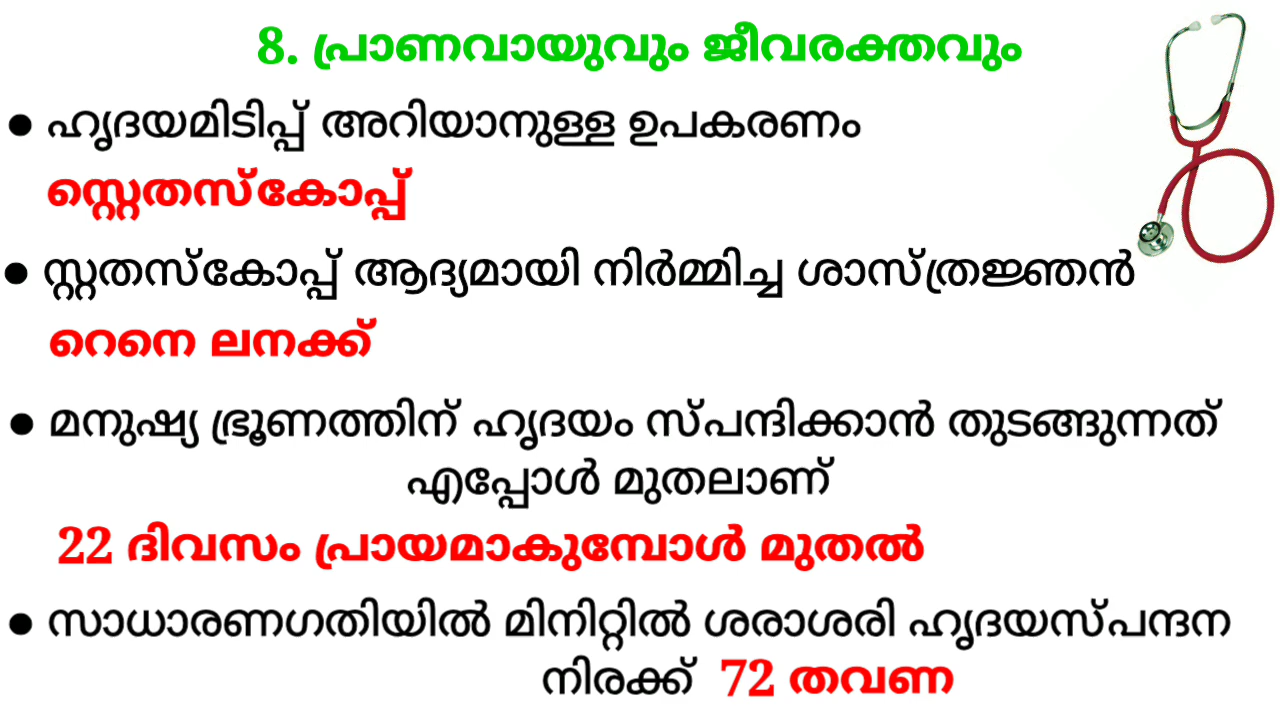 8. പ്രാണവായുവും ജീവരക്തവും
● ഹൃദയമിടിപ്പ് അറിയാനുള്ള ഉപകരണം
സ്റ്റെതസ്കോപ്പ്
● സ്റ്റതസ്കോപ്പ് ആദ്യമായി നിർമ്മിച്ച ശാസ്ത്രജ്ഞൻ
റെനെ ലനക്ക്
● മനുഷ്യ ഭ്രൂണത്തിന് ഹൃദയം സ്പന്ദിക്കാൻ തുടങ്ങുന്നത്
എപ്പോൾ മുതലാണ്
22 ദിവസം പ്രായമാകുമ്പോൾ മുതൽ
● സാധാരണഗതിയിൽ മിനിറ്റിൽ ശരാശരി ഹൃദയസ്പന്ദന
നിരക്ക് 72 തവണ